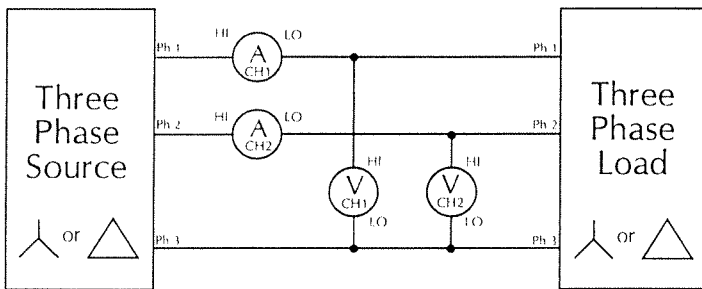 Ph 1
HI
LO
A
CH1
Ph 1
Three
Phase
Source
or
Ph 2
HI
LO
A
CH2
Ph 2
Three
Phase
Load
or
HI
V
CH1
LO
HI
V
CH2
LO
Ph 3
Ph 3